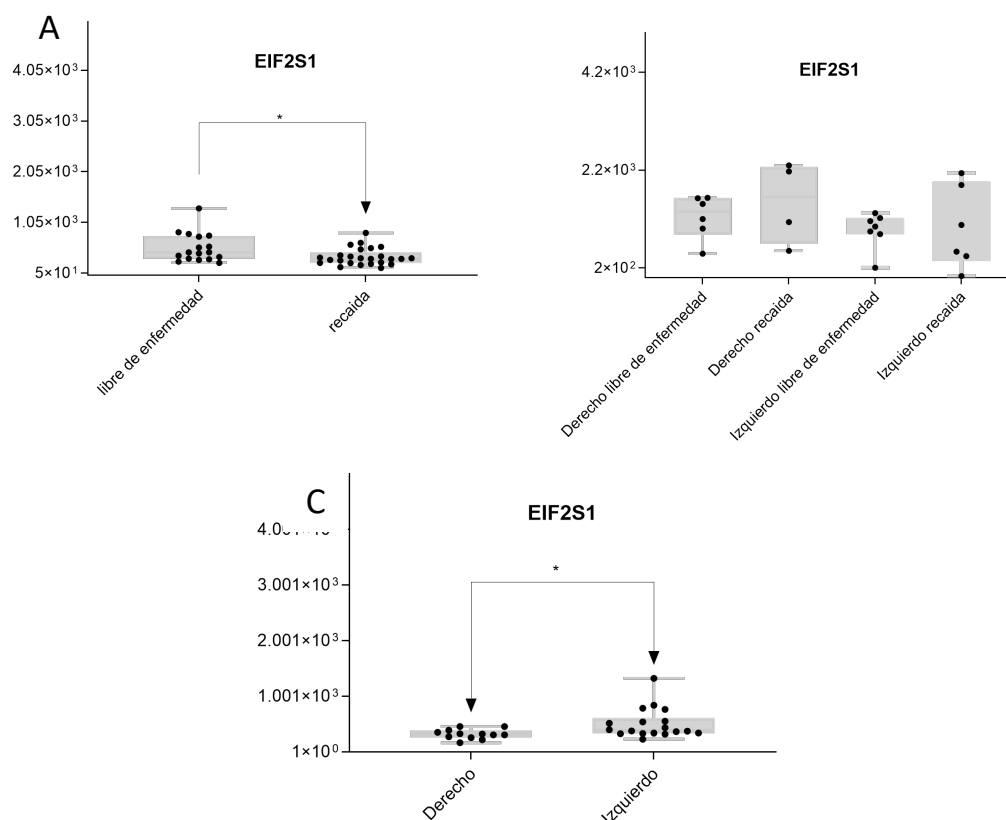 A
EIF2S1
4.05×10³
3.05×10³
2.05×10³
1.05×10³
5×10¹
*
libre de enfermedad
recaida
EIF2S1
4.2×10³
2.2×10³
2×10²
Derecho libre de enfermedad
Derecho recaida
Izquierdo libre de enfermedad
Izquierdo recaida
C
EIF2S1
3.001×10³
2.001×10³
1.001×10³
1×10⁰
*
Derecho
Izquierdo